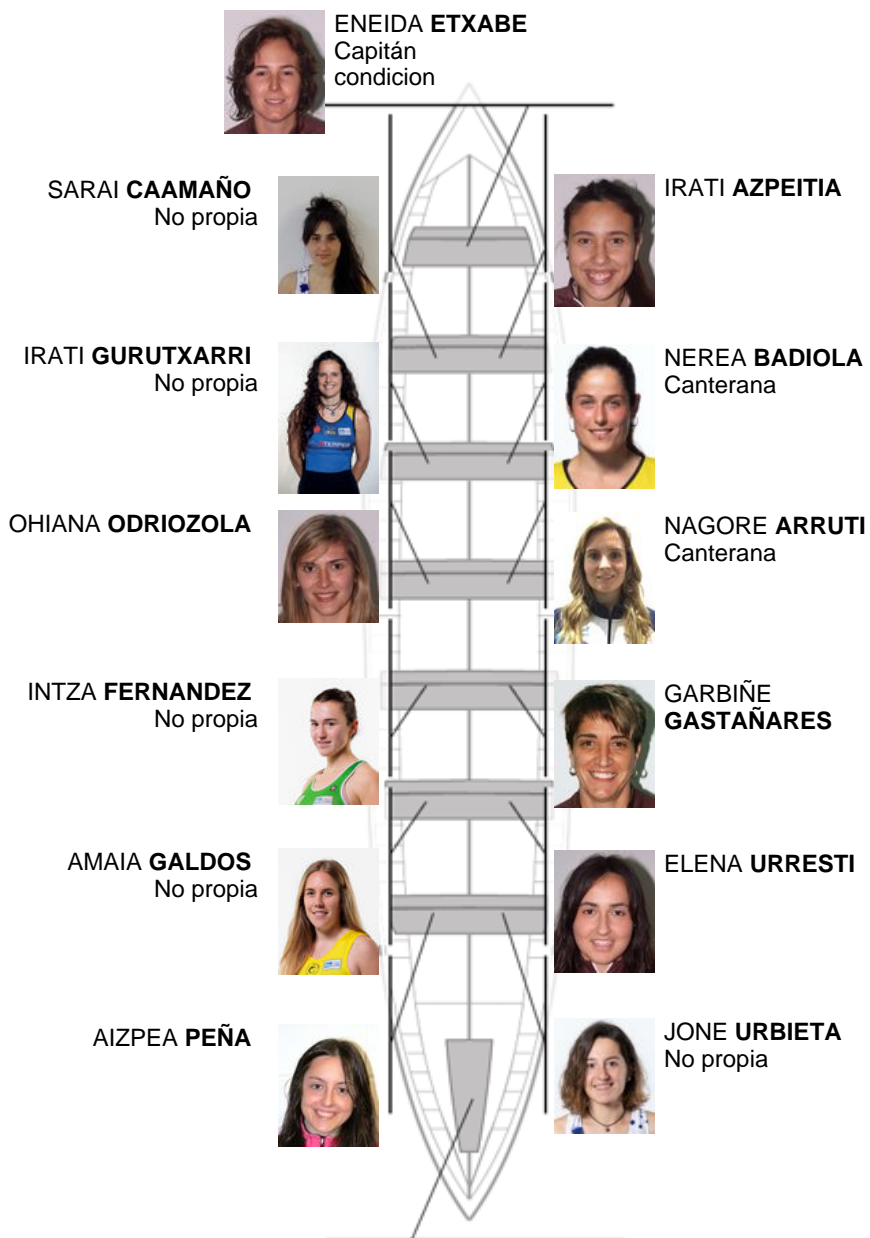 ENEIDA ETXABE
Capitán
condicion
SARAI CAAMAÑO
No propia
IRATI AZPEITIA
IRATI GURUTXARRI
No propia
NEREA BADIOLA
Canterana
OHIANA ODRIOZOLA
NAGORE ARRUTI
Canterana
INTZA FERNANDEZ
No propia
GARBIÑE
GASTAÑARES
AMAIA GALDOS
No propia
ELENA URRESTI
AIZPEA PEÑA
JONE URBIETA
No propia